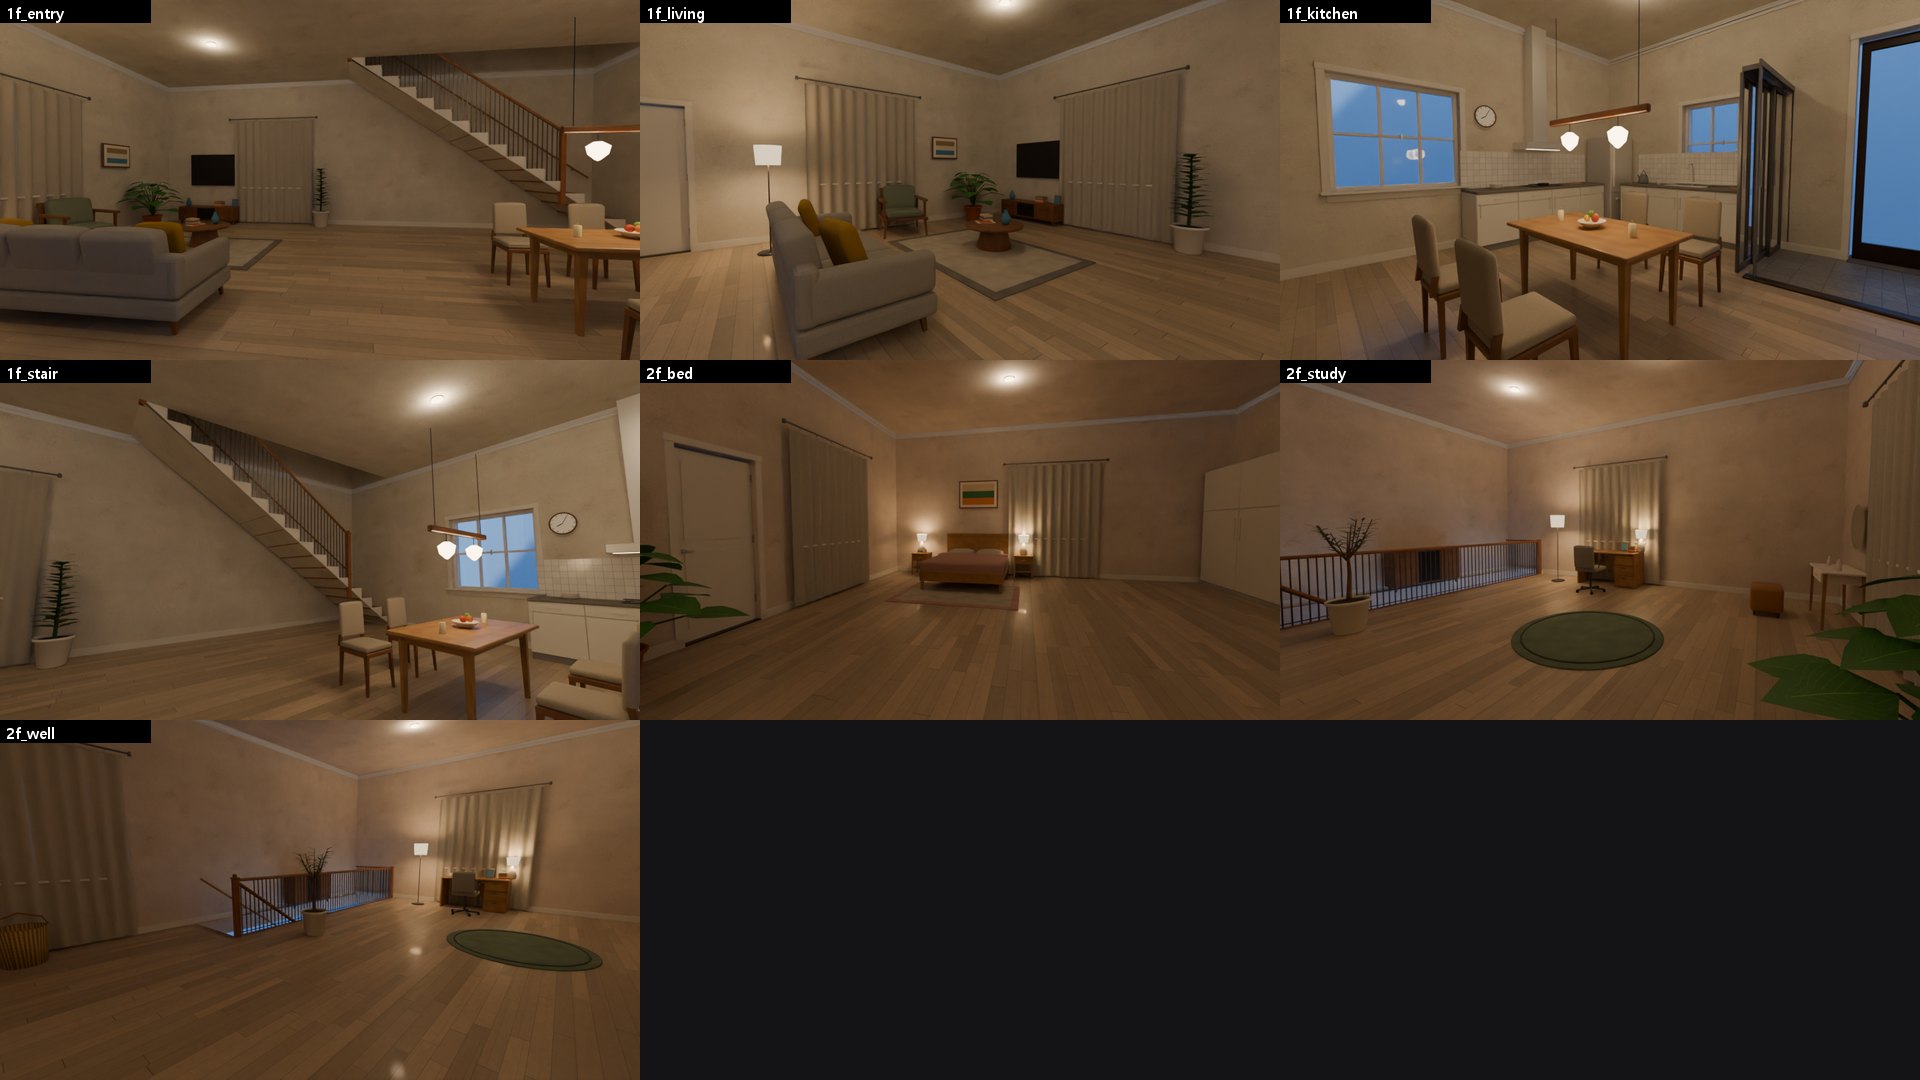 1f_entry
1f_living
1f_kitchen
1f_stair
2f_bed
2f_study
2f_well